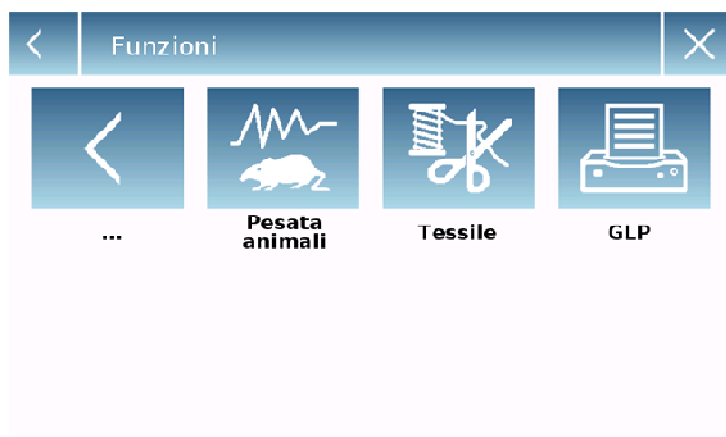 Funzioni
...
Pesata
animali
Tessile
GLP